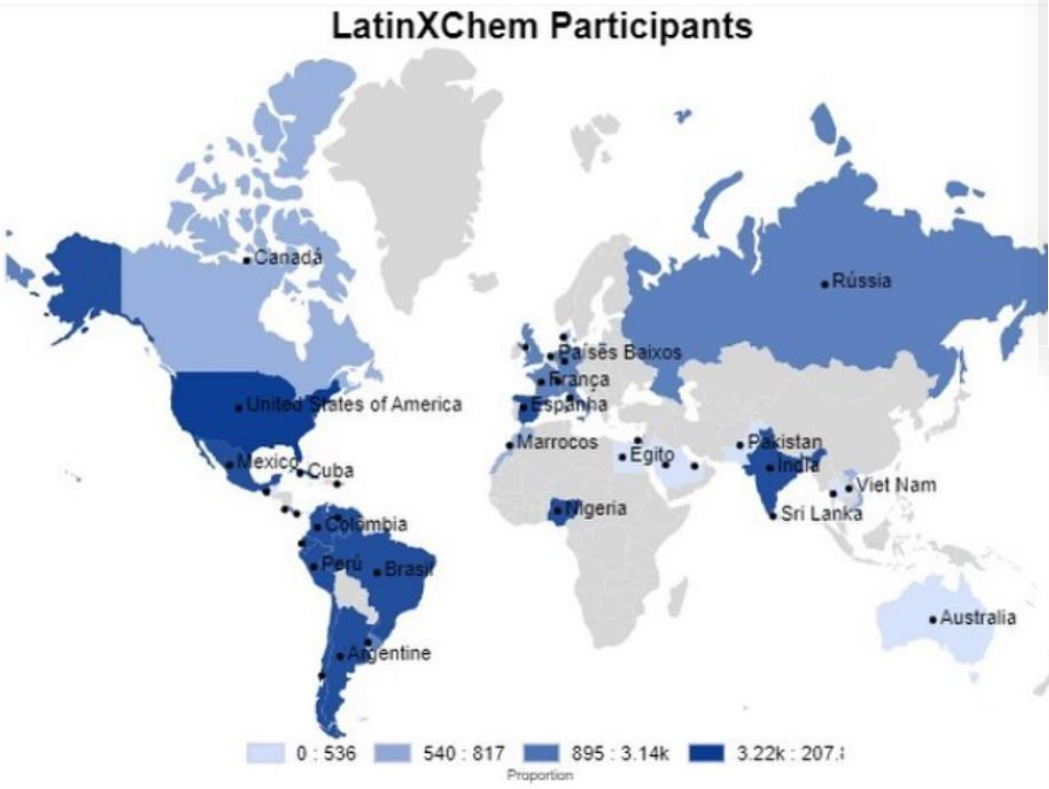 LatinXChem Participants
Canadá
Rússia
Países Baixos
França
United States of America
Espanha
Marrocos
Pakistan
Egito
Mexico
Cuba
India
Viet Nam
Nigeria
Sri Lanka
Colombia
Perú
Brasil
Australia
Argentine
0 : 536 540 : 817 895 : 3.14k 3.22k : 207.
Proportion